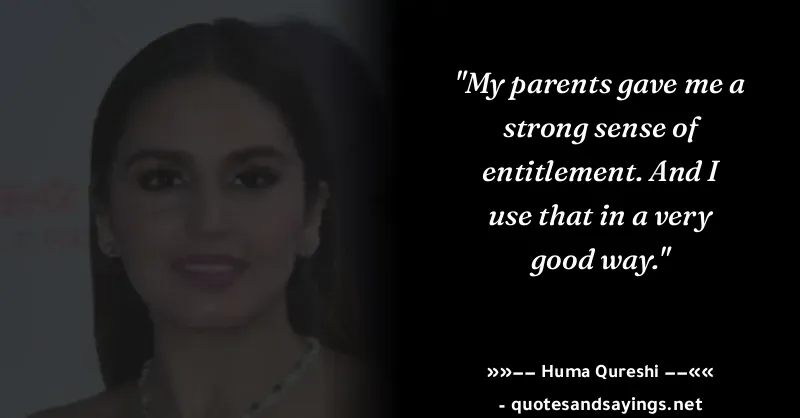 "My parents gave me a
strong sense of
entitlement. And I
use that in a very
good way."
»»−− Huma Qureshi −−««
- quotesandsayings.net